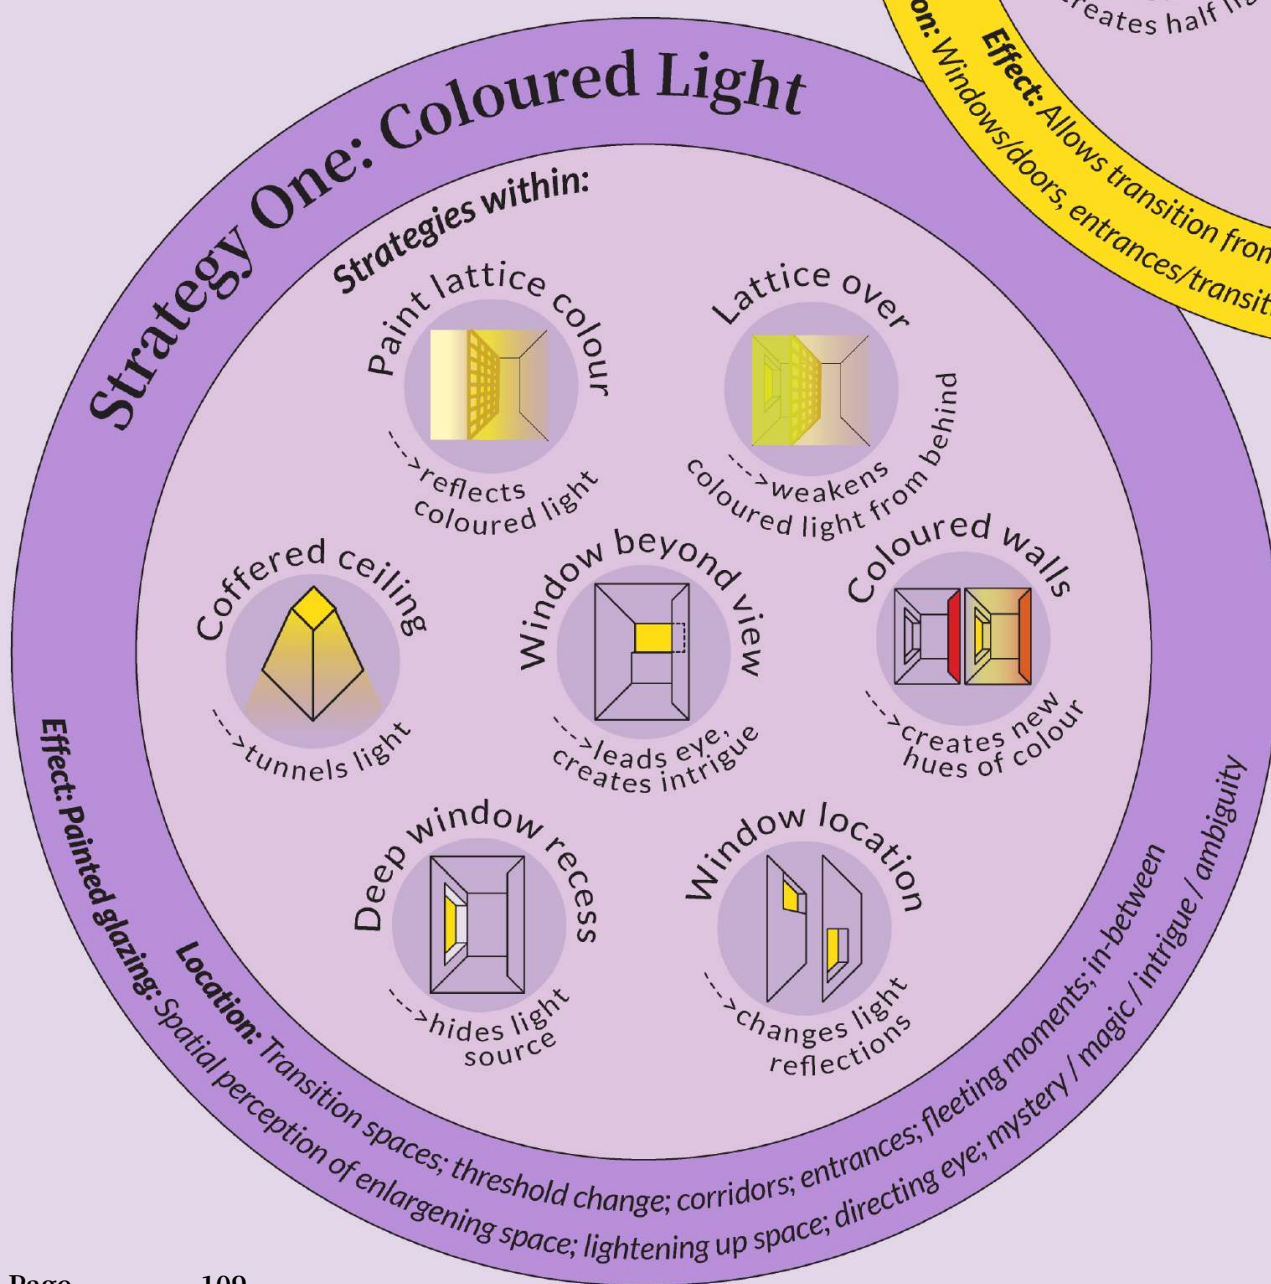 Strategy One: Coloured Light
Strategies within:
Paint lattice colour
---->reflects
coloured light
Lattice over
---->weakens
coloured light from behind
Coffered ceiling
---->tunnels light
Window beyond view
---->leads eye,
creates intrigue
Coloured walls
---->creates new
hues of colour
Deep window recess
---->hides light
source
Window location
---->changes light
reflections
Location: Transition spaces; threshold change; corridors; entrances; fleeting moments; in-between
Effect: Painted glazing: Spatial perception of enlargening space; lightening up space; directing eye; mystery / magic / intrigue / ambiguity
half
Effect: Allows transition
Windows/doors, entrances/
Page 109